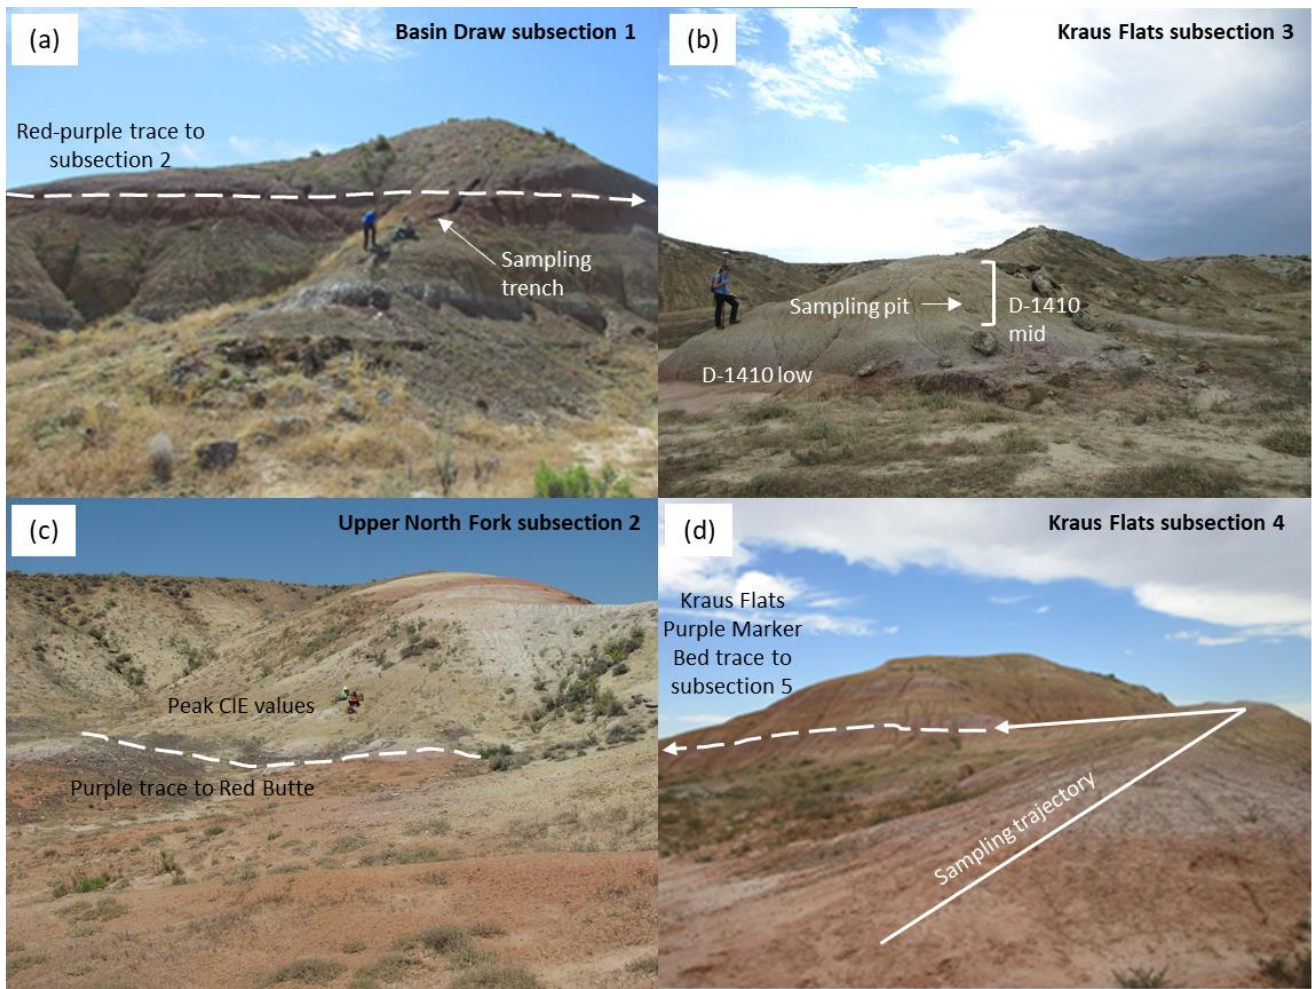 (a)
Basin Draw subsection 1
Red-purple trace to
subsection 2
Sampling
trench
(b)
Kraus Flats subsection 3
Sampling pit
D-1410
mid
D-1410 low
(c)
Upper North Fork subsection 2
Peak CIE values
Purple trace to Red Butte
(d)
Kraus Flats subsection 4
Kraus Flats
Purple Marker
Bed trace to
subsection 5
Sampling trajectory